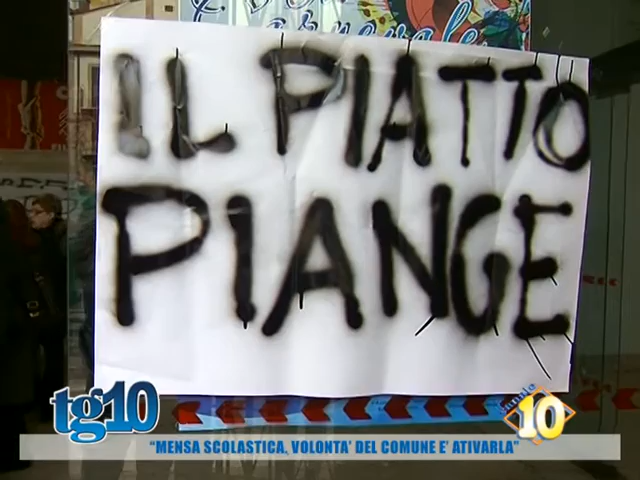 IL PIATTO
PIANGE
tg10
10
"MENSA SCOLASTICA, VOLONTA' DEL COMUNE E' ATIVARLA"